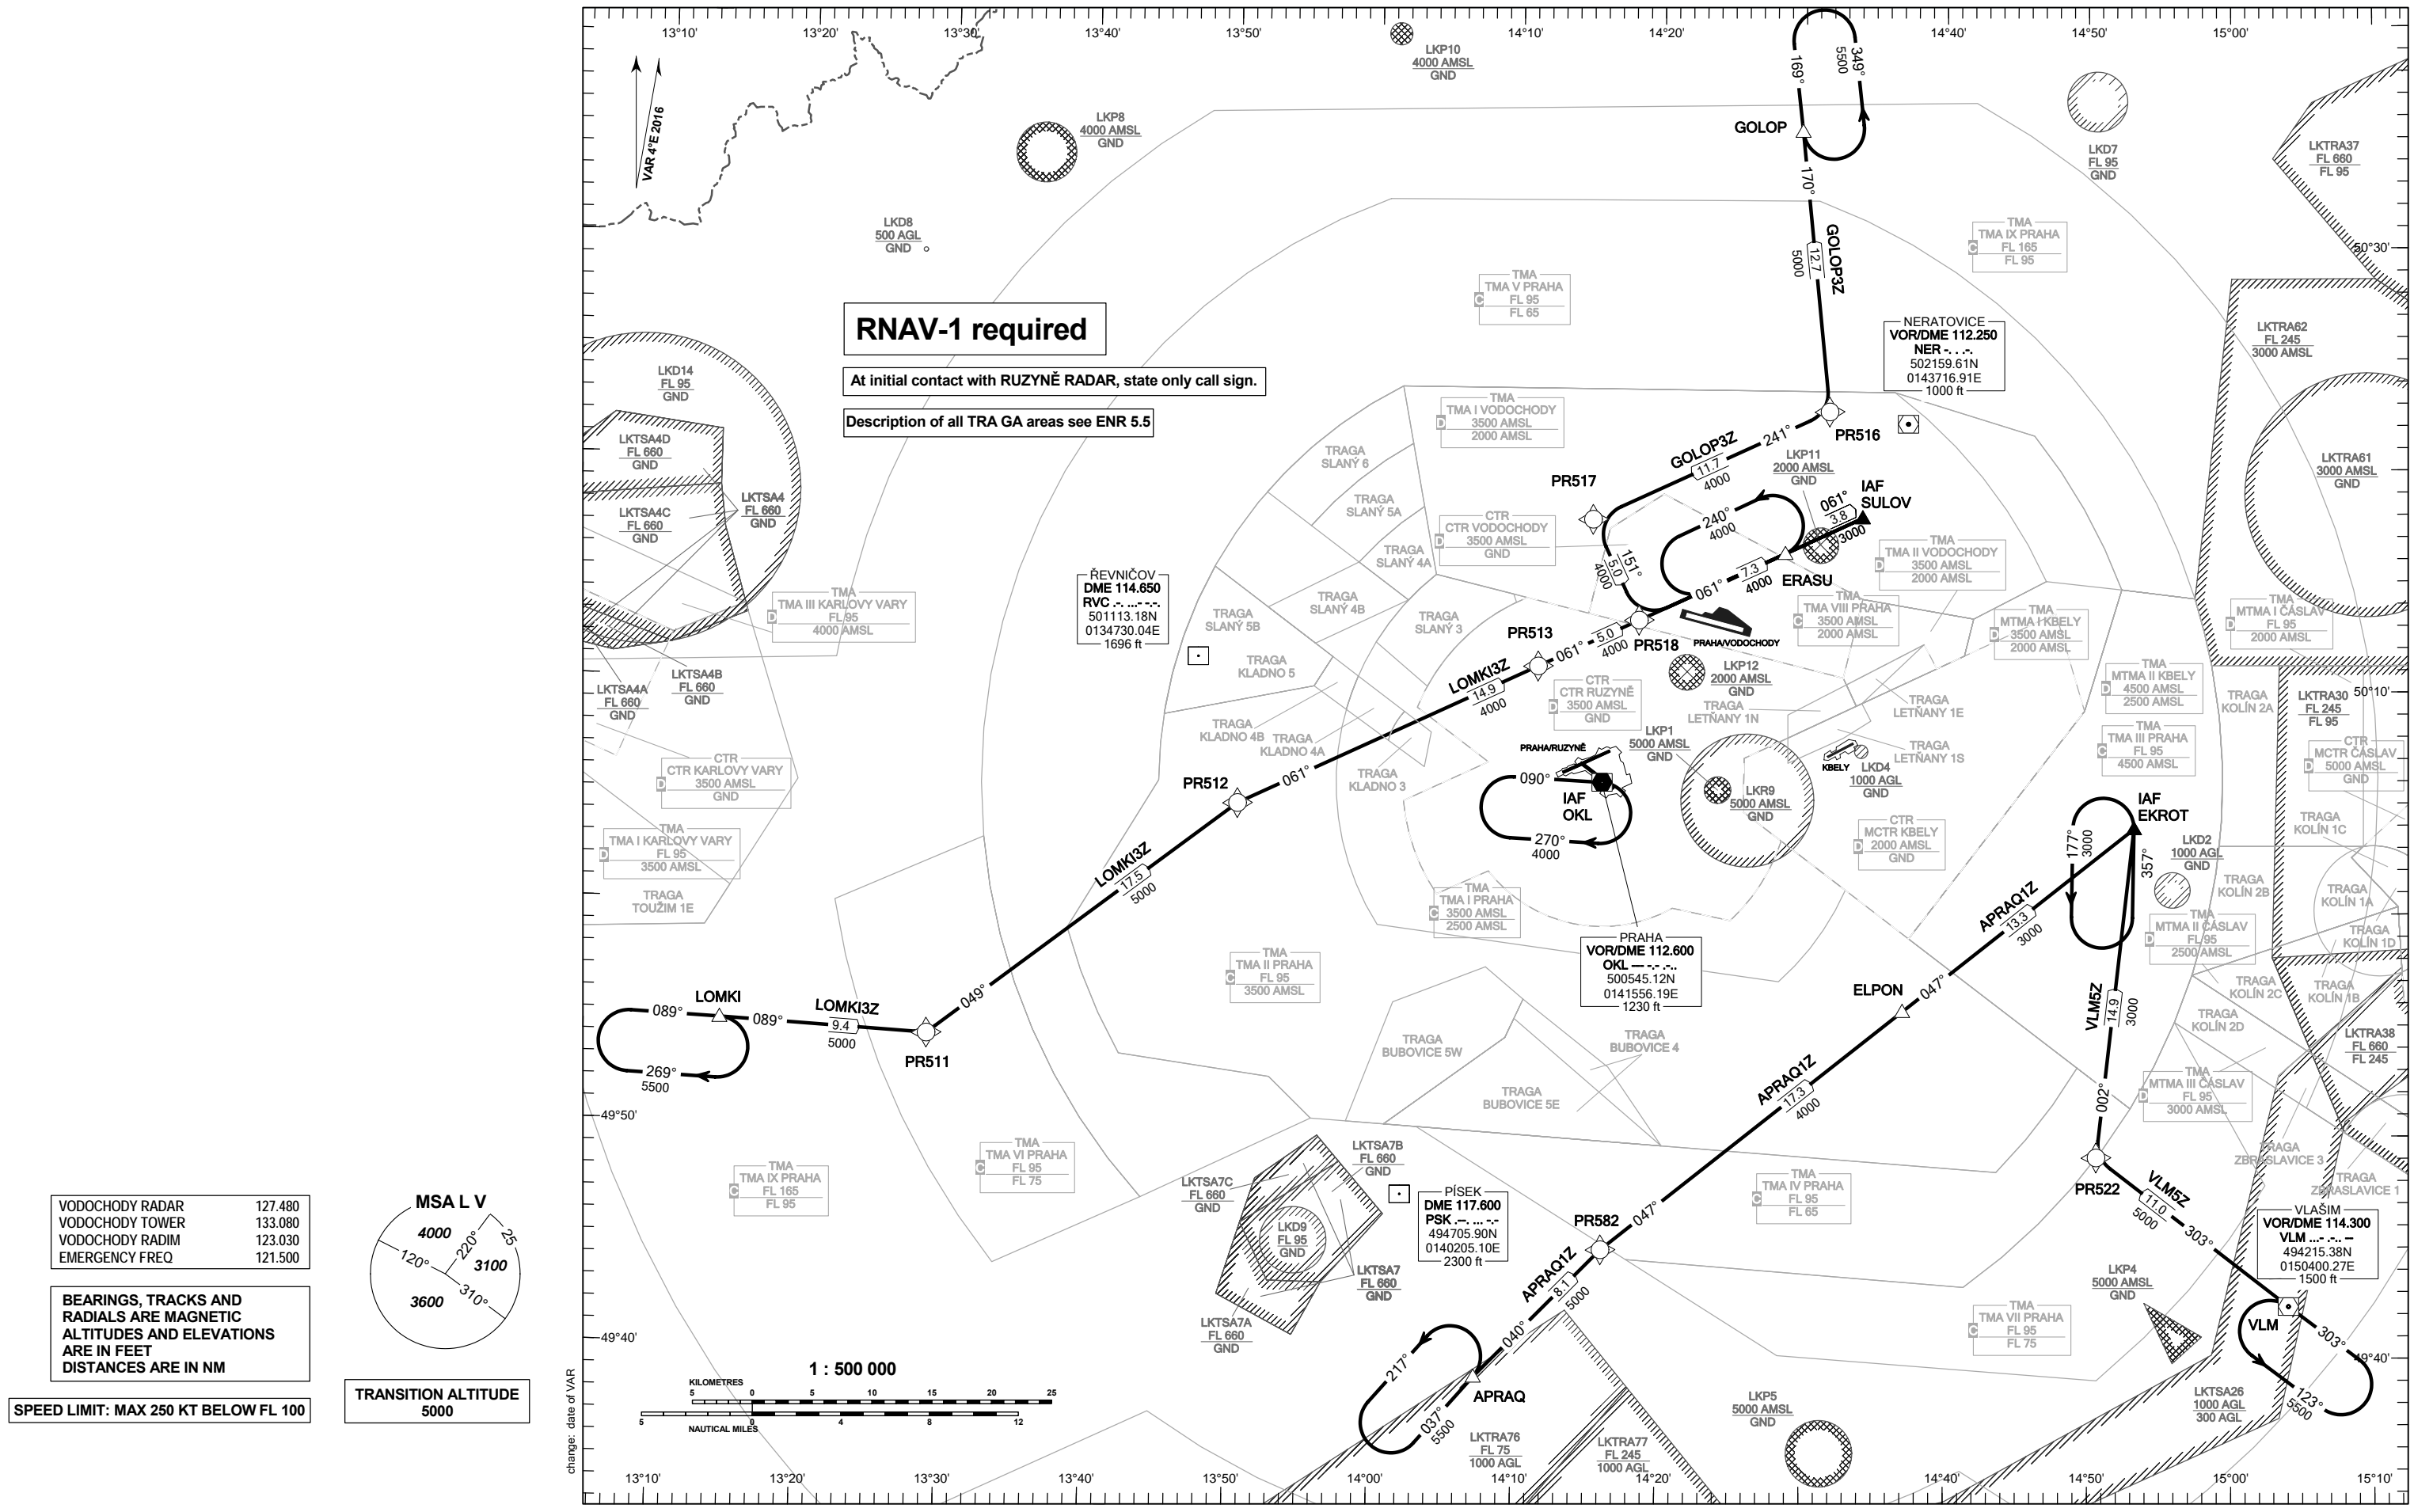 13°10'
13°20'
13°30'
13°40'
13°50'
14°10'
14°20'
14°40'
14°50'
15°00'
VAR 4°E 2016
LKP10
4000 AMSL
GND
LKP8
4000 AMSL
GND
LKD8
500 AGL
GND
169°
349°
5500
GOLOP
170°
GOLOP3Z
12.7
5000
LKD7
FL 95
GND
LKTRA37
FL 660
FL 95
TMA
TMA IX PRAHA
C
FL 165
FL 95
50°30'
TMA
TMA V PRAHA
C
FL 95
FL 65
RNAV-1 required
At initial contact with RUZYNĚ RADAR, state only call sign.
Description of all TRA GA areas see ENR 5.5
NERATOVICE
VOR/DME 112.250
NER -. . .-.
502159.61N
0143716.91E
1000 ft
LKTRA62
FL 245
3000 AMSL
LKD14
FL 95
GND
LKTSA4D
FL 660
GND
LKTSA4C
FL 660
GND
LKTSA4
FL 660
GND
TMA
TMA I VODOCHODY
D
3500 AMSL
2000 AMSL
TRAGA
SLANÝ 6
TRAGA
SLANÝ 5A
TRAGA
SLANÝ 4A
TRAGA
SLANÝ 4B
TRAGA
SLANÝ 5B
TRAGA
SLANÝ 3
CTR
CTR VODOCHODY
D
3500 AMSL
GND
PR516
GOLOP3Z
241°
11.7
4000
PR517
LKP11
2000 AMSL
GND
IAF
SULOV
061°
3.8
3000
240°
4000
151°
5.0
4000
061°
7.3
4000
ERASU
LKTRA61
3000 AMSL
GND
TMA
TMA II VODOCHODY
D
3500 AMSL
2000 AMSL
TMA
TMA VIII PRAHA
C
3500 AMSL
2000 AMSL
TMA
MTMA I KBELY
D
3500 AMSL
2000 AMSL
TMA
MTMA I ČÁSLAV
D
FL 95
2000 AMSL
ŘEVNIČOV
DME 114.650
RVC .-. ...- -.-.
501113.18N
0134730.04E
1696 ft
TMA
TMA III KARLOVY VARY
D
FL 95
4000 AMSL
LKTSA4A
FL 660
GND
LKTSA4B
FL 660
GND
PR513
061°
5.0
4000
PR518
PRAHA/VODOCHODY
LKP12
2000 AMSL
GND
LOMKI3Z
14.9
4000
TRAGA
KLADNO 5
TRAGA
KLADNO 4B
TRAGA
KLADNO 4A
TRAGA
KLADNO 3
CTR
CTR RUZYNĚ
D
3500 AMSL
GND
TRAGA
LETŇANY 1N
TRAGA
LETŇANY 1E
TRAGA
LETŇANY 1S
TMA
MTMA II KBELY
D
4500 AMSL
2500 AMSL
TMA
TMA III PRAHA
C
FL 95
4500 AMSL
TRAGA
KOLÍN 2A
LKTRA30
FL 245
FL 95
50°10'
CTR
MCTR ČÁSLAV
D
5000 AMSL
GND
CTR
CTR KARLOVY VARY
D
3500 AMSL
GND
TMA
TMA I KARLOVY VARY
D
FL 95
3500 AMSL
TRAGA
TOUŽIM 1E
PR512
061°
PRAHA/RUZYNĚ
090°
IAF
OKL
270°
4000
LKP1
5000 AMSL
GND
LKR9
5000 AMSL
GND
KBELY
LKD4
1000 AGL
GND
CTR
MCTR KBELY
D
2000 AMSL
GND
IAF
EKROT
177°
3000
357°
LKD2
1000 AGL
GND
TRAGA
KOLÍN 1C
TRAGA
KOLÍN 2B
TRAGA
KOLÍN 1A
TRAGA
KOLÍN 1D
TMA
MTMA II ČÁSLAV
D
FL 95
2500 AMSL
TRAGA
KOLÍN 2C
TRAGA
KOLÍN 1B
TRAGA
KOLÍN 2D
LOMKI3Z
17.5
5000
TMA
TMA I PRAHA
C
3500 AMSL
2500 AMSL
TMA
TMA II PRAHA
C
FL 95
3500 AMSL
PRAHA
VOR/DME 112.600
OKL --- -.- .-..
500545.12N
0141556.19E
1230 ft
APRAQ1Z
13.3
3000
047°
ELPON
VLM5Z
14.9
3000
002°
LKTRA38
FL 660
FL 245
LOMKI
089°
089°
LOMKI3Z
9.4
5000
049°
PR511
269°
5500
TRAGA
BUBOVICE 5W
TRAGA
BUBOVICE 4
TRAGA
BUBOVICE 5E
APRAQ1Z
17.3
4000
TMA
MTMA III ČÁSLAV
D
FL 95
3000 AMSL
49°50'
TRAGA
ZBRASLAVICE 3
TRAGA
ZBRASLAVICE 1
TMA
TMA IX PRAHA
C
FL 165
FL 95
TMA
TMA VI PRAHA
C
FL 95
FL 75
LKTSA7B
FL 660
GND
LKTSA7C
FL 660
GND
LKD9
FL 95
GND
LKTSA7
FL 660
GND
LKTSA7A
FL 660
GND
PÍSEK
DME 117.600
PSK .--. ... -.-
494705.90N
0140205.10E
2300 ft
PR582
047°
TMA
TMA IV PRAHA
C
FL 95
FL 65
PR522
VLM5Z
11.0
5000
303°
VLAŠIM
VOR/DME 114.300
VLM ...- .-.. --
494215.38N
0150400.27E
1500 ft
LKP4
5000 AMSL
GND
VLM
303°
123°
5500
49°40'
TMA
TMA VII PRAHA
C
FL 95
FL 75
LKTSA26
1000 AGL
300 AGL
APRAQ1Z
8.1
5000
040°
217°
037°
5500
APRAQ
LKTRA76
FL 75
1000 AGL
LKTRA77
FL 245
1000 AGL
LKP5
5000 AMSL
GND
49°40'
VODOCHODY RADAR 127.480
VODOCHODY TOWER 133.080
VODOCHODY RADIM 123.030
EMERGENCY FREQ 121.500
MSA L V
4000
3100
3600
120°
220°
310°
25
BEARINGS, TRACKS AND
RADIALS ARE MAGNETIC
ALTITUDES AND ELEVATIONS
ARE IN FEET
DISTANCES ARE IN NM
SPEED LIMIT: MAX 250 KT BELOW FL 100
TRANSITION ALTITUDE
5000
change: date of VAR
1 : 500 000
KILOMETRES
5 0 5 10 15 20 25
5 0 4 8 12
NAUTICAL MILES
13°10'
13°20'
13°30'
13°40'
13°50'
14°00'
14°10'
14°20'
14°40'
14°50'
15°00'
15°10'